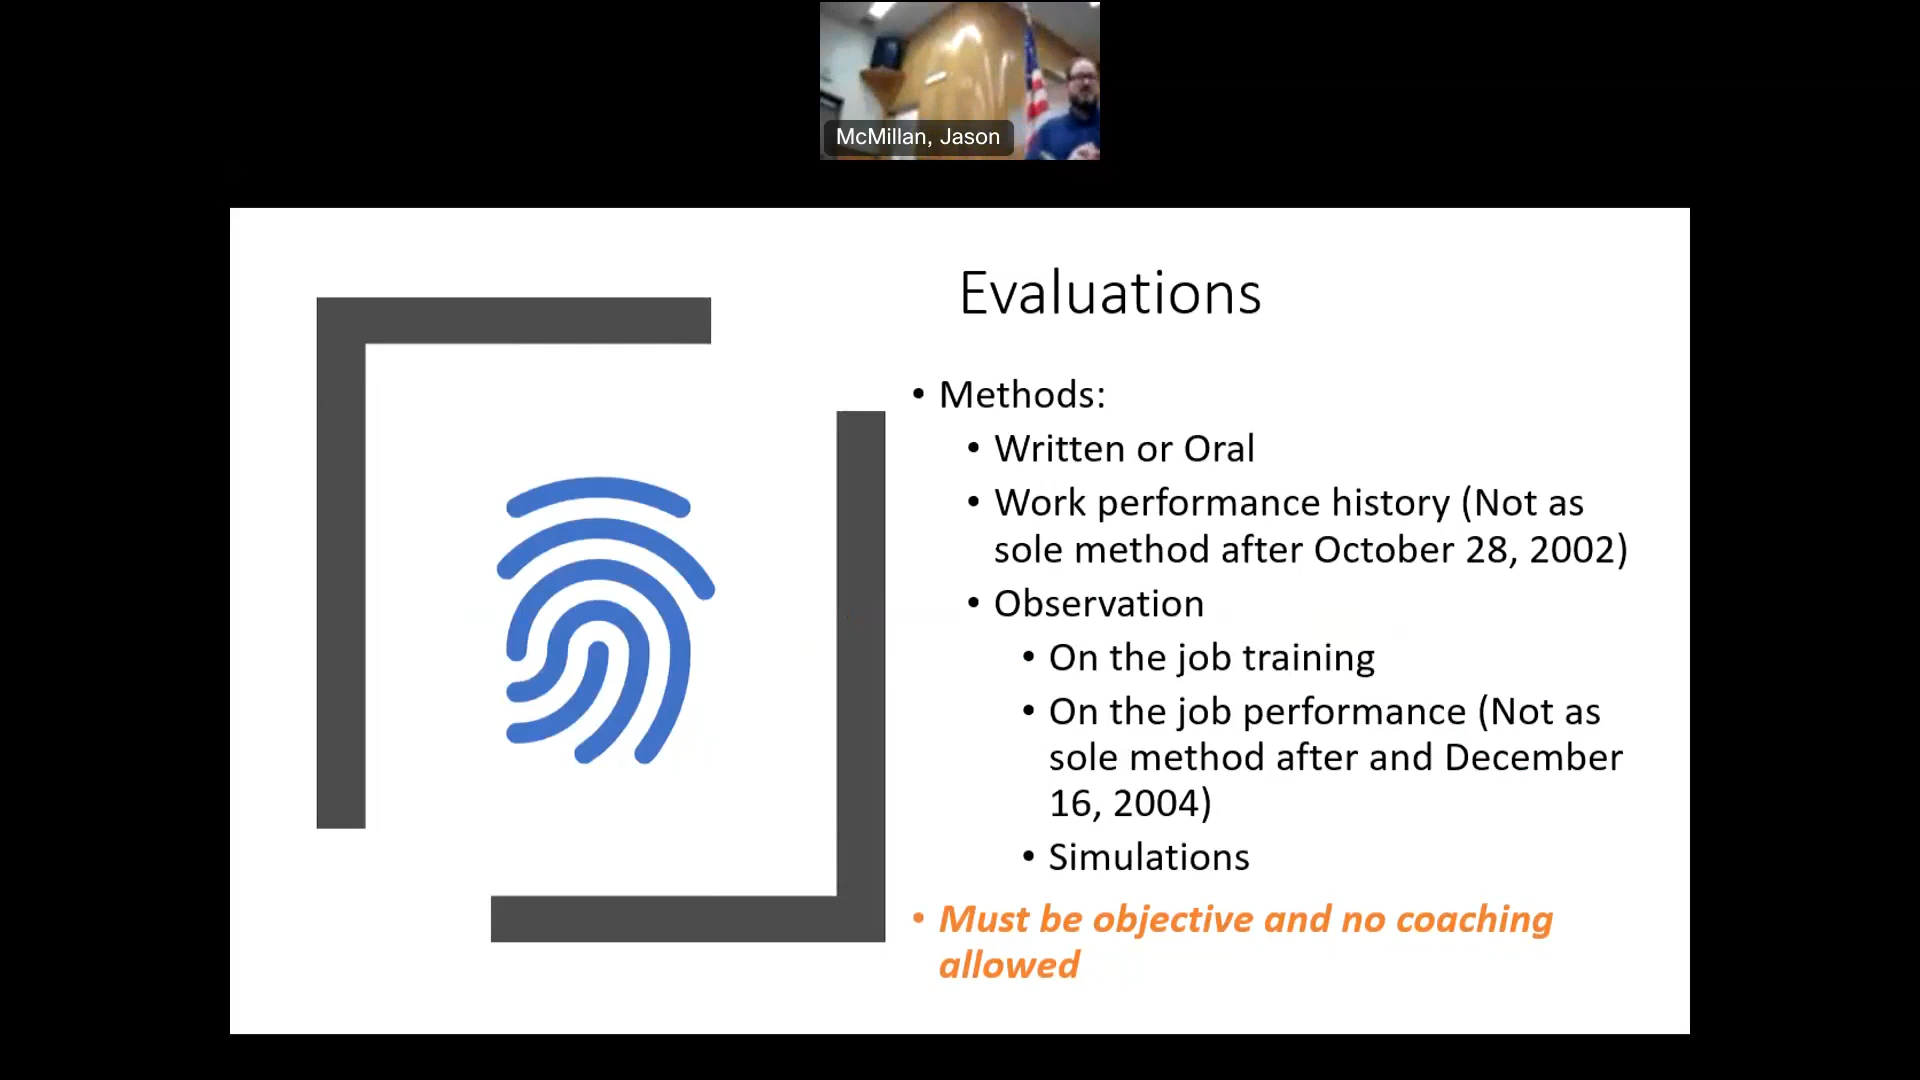 McMillan, Jason
Evaluations
• Methods:
• Written or Oral
• Work performance history (Not as
sole method after October 28, 2002)
• Observation
• On the job training
• On the job performance (Not as
sole method after and December
16, 2004)
• Simulations
• Must be objective and no coaching
allowed